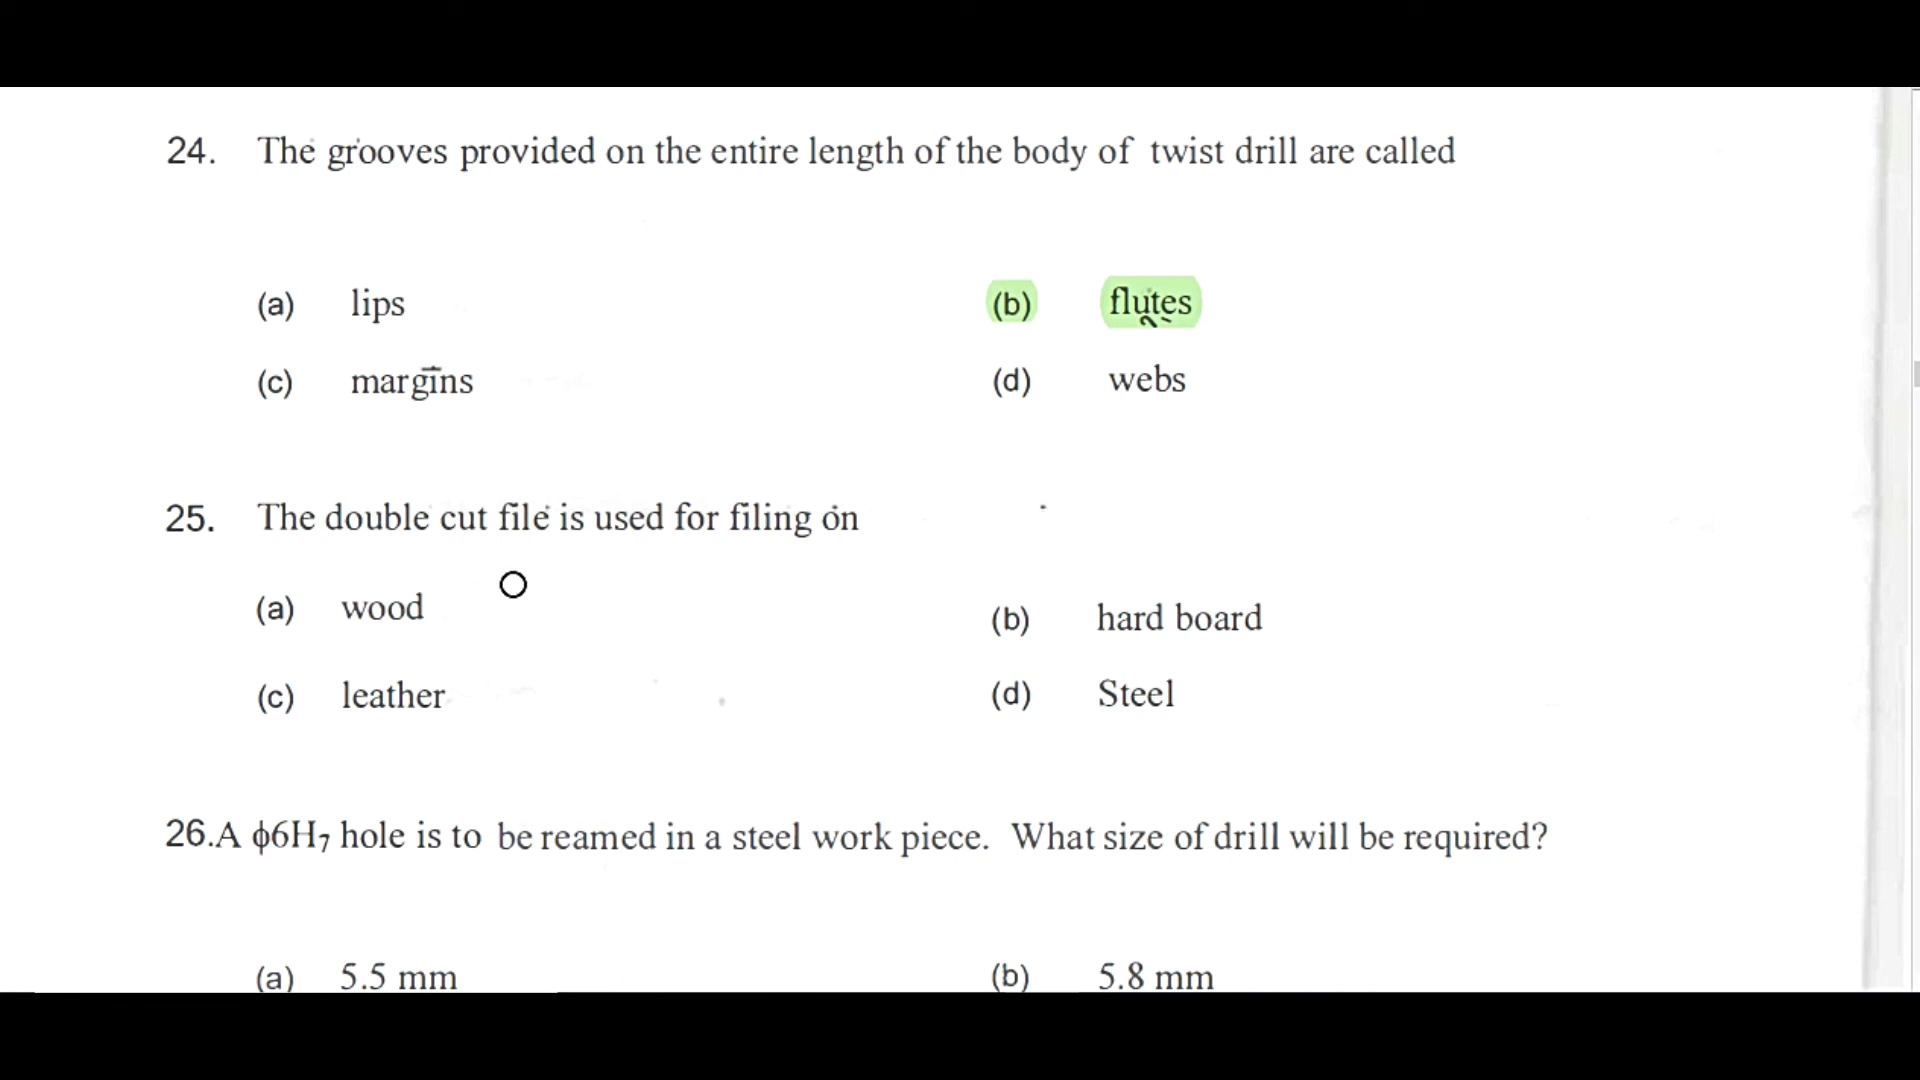 24. The grooves provided on the entire length of the body of twist drill are called
(a) lips (b) flutes
(c) margins (d) webs
25. The double cut file is used for filing on
(a) wood (b) hard board
(c) leather (d) Steel
26.A ϕ6H₇ hole is to be reamed in a steel work piece. What size of drill will be required?
(a) 5.5 mm (b) 5.8 mm